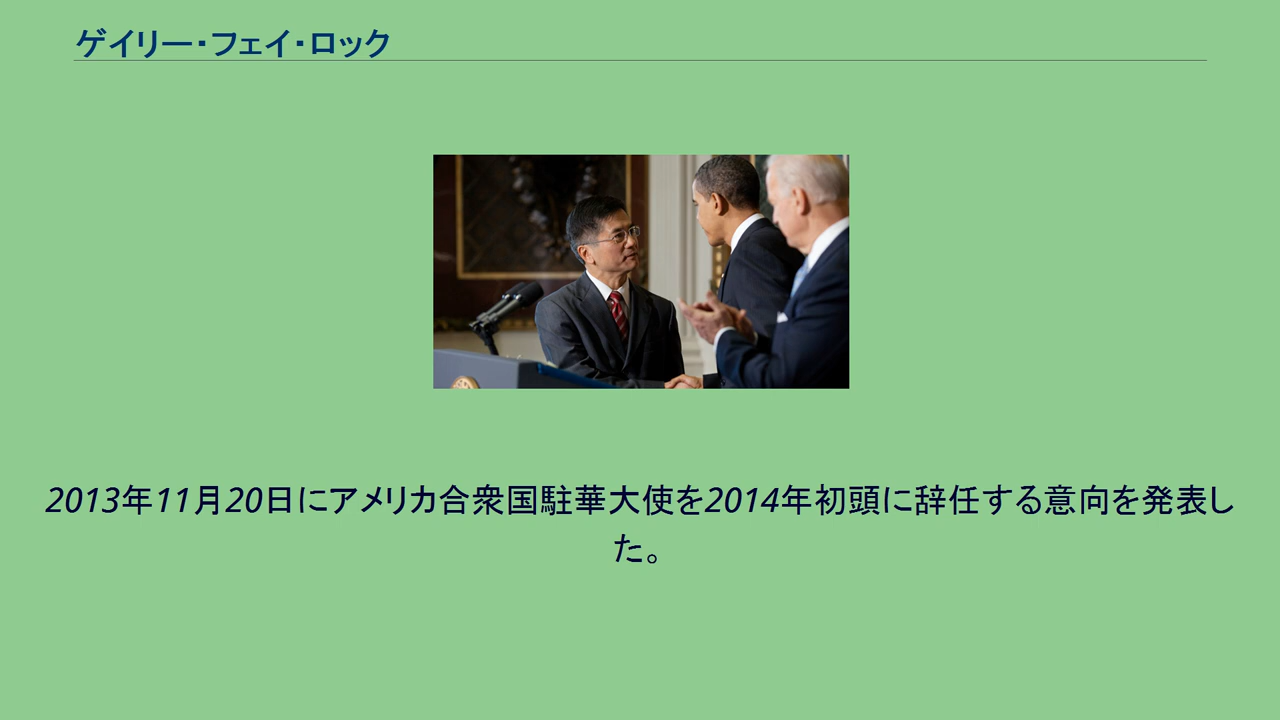 ゲイリー・フェイ・ロック
2013年11月20日にアメリカ合衆国駐華大使を2014年初頭に辞任する意向を発表し
た。